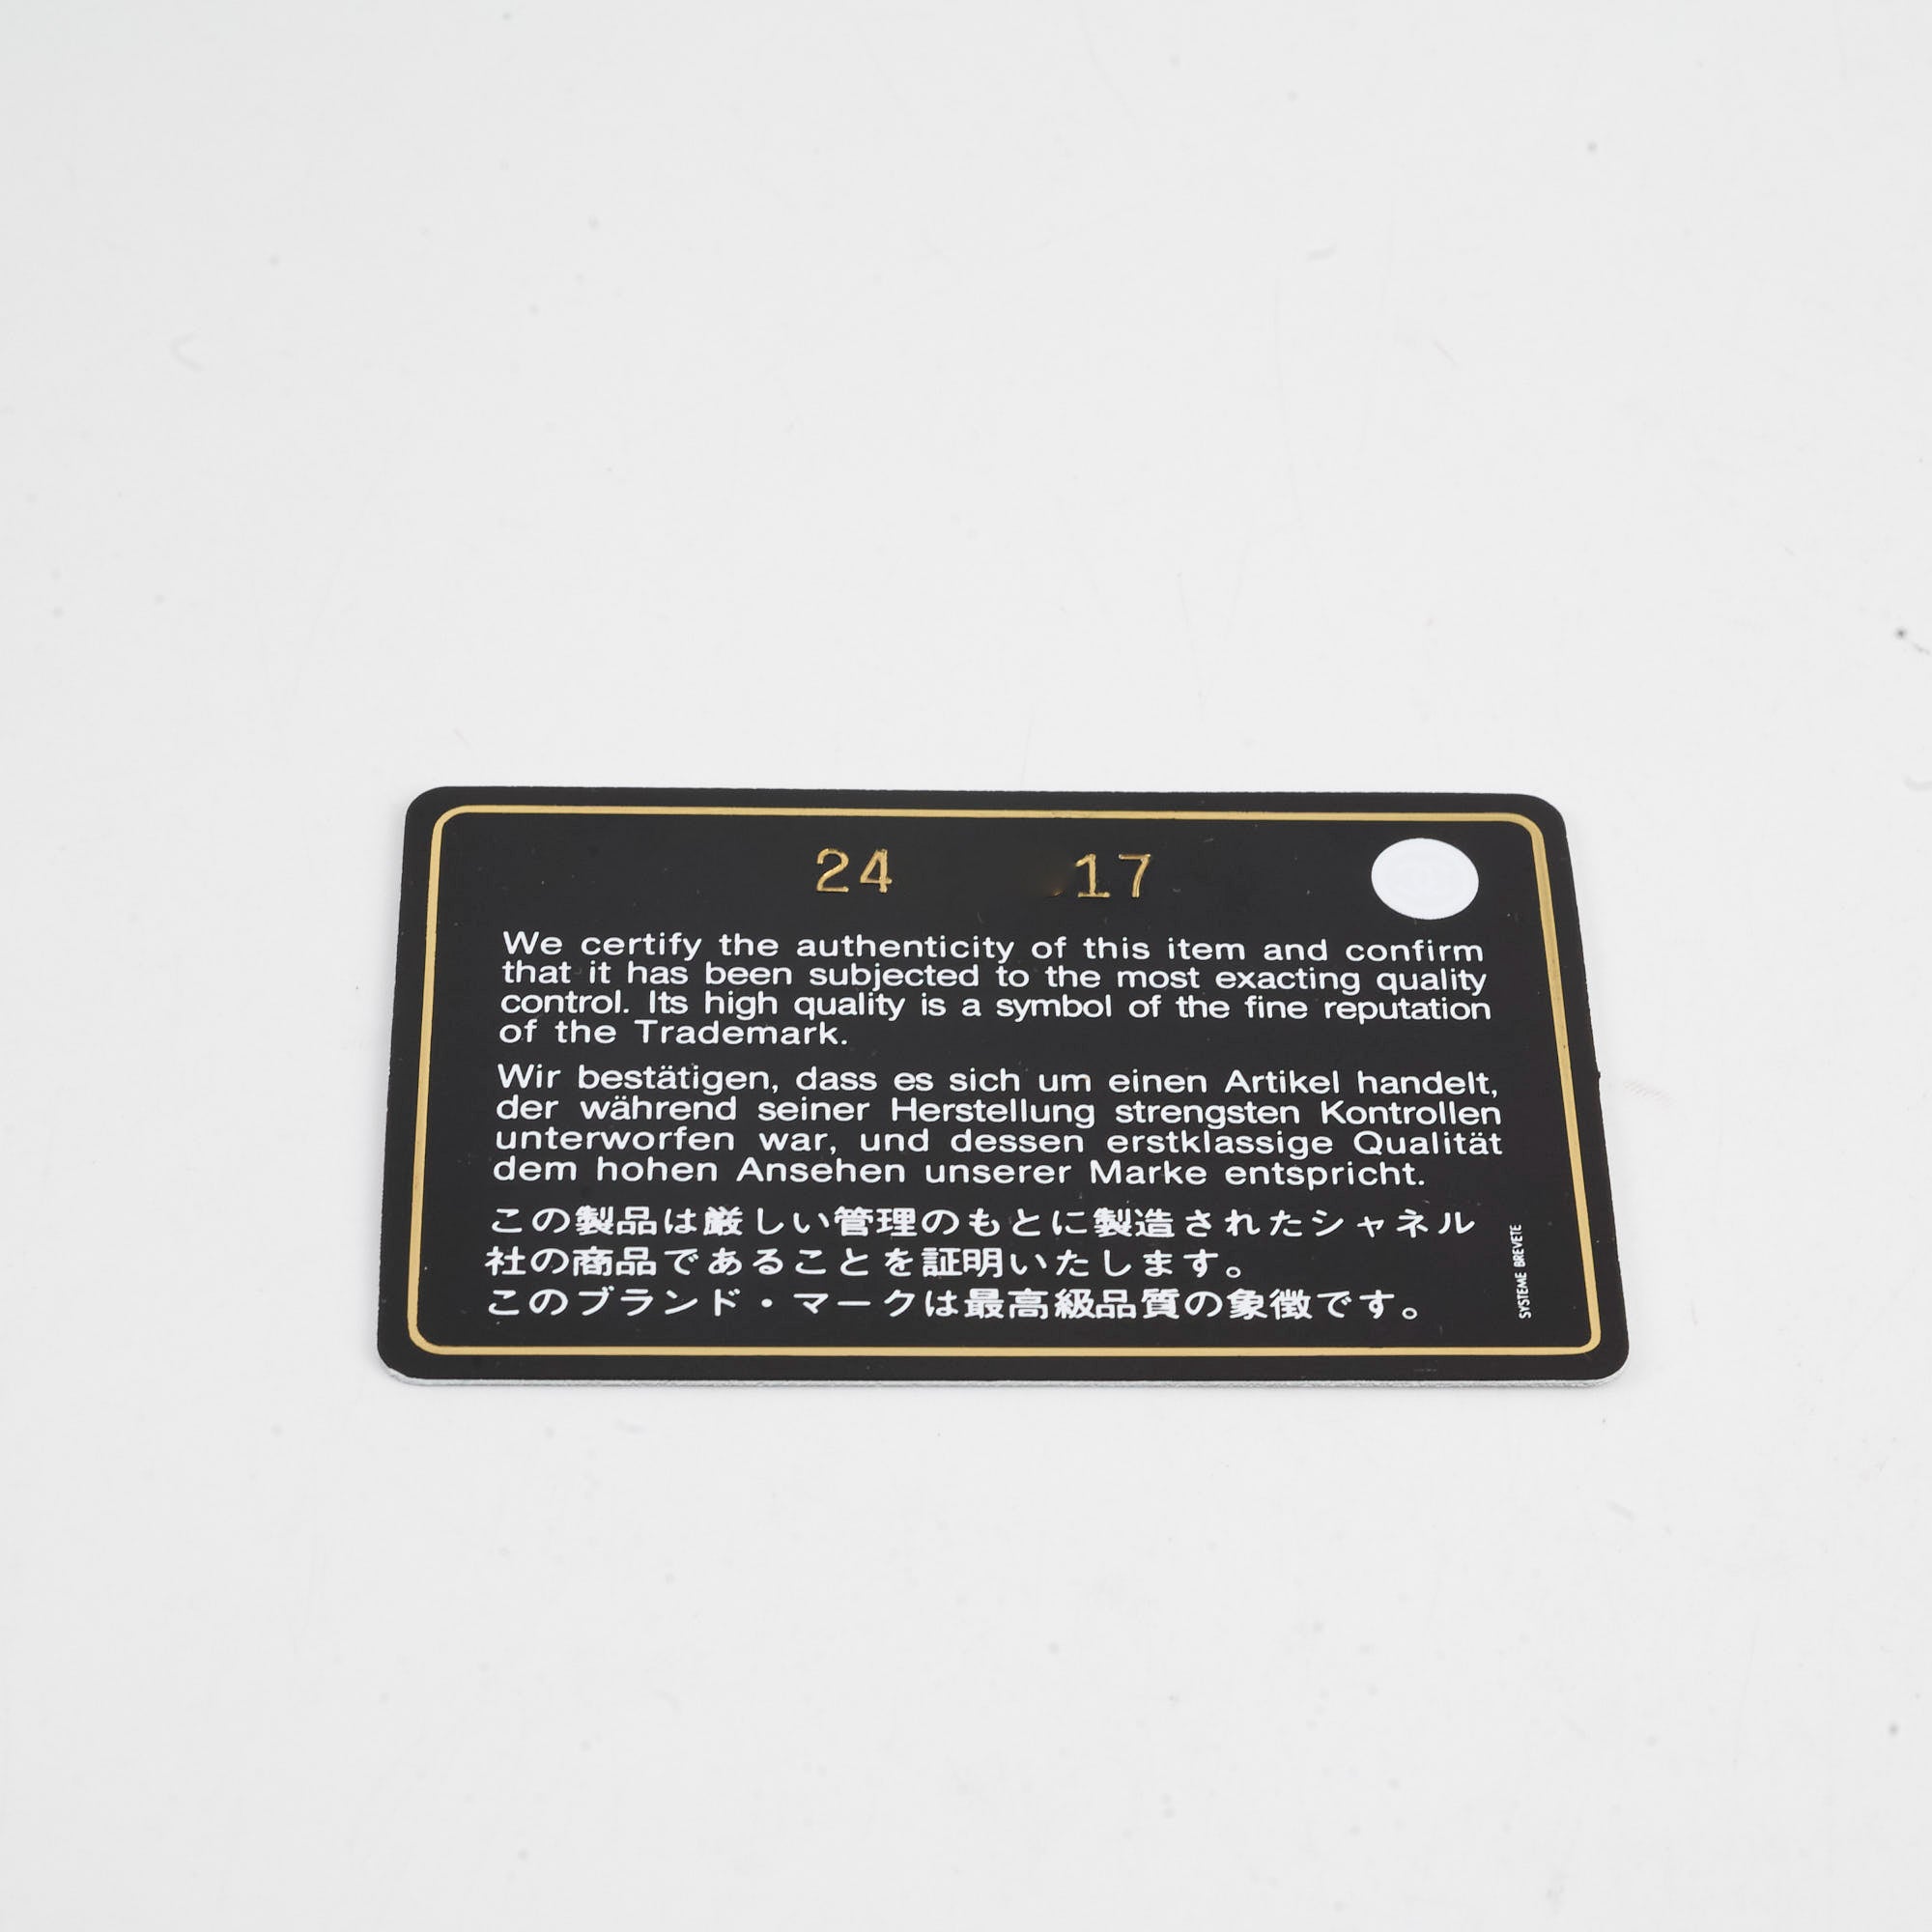 24 17
We certify the authenticity of this item and confirm
that it has been subjected to the most exacting quality
control. Its high quality is a symbol of the fine reputation
of the Trademark.
Wir bestätigen, dass es sich um einen Artikel handelt,
der während seiner Herstellung strengsten Kontrollen
unterworfen war, und dessen erstklassige Qualität
dem hohen Ansehen unserer Marke entspricht.
この製品は厳しい管理のもとに製造されたシャネル
社の商品であることを証明いたします。
このブランド・マークは最高級品質の象徴です。
SYSTEME BREVETE